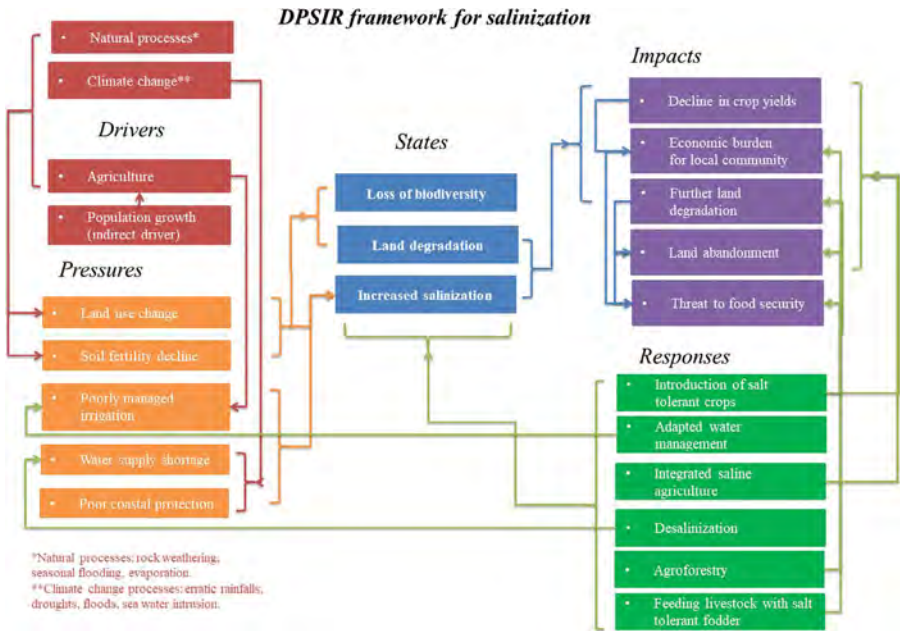 DPSIR framework for salinization
• Natural processes*
• Climate change**
Drivers
• Agriculture
• Population growth
(indirect driver)
Pressures
• Land use change
• Soil fertility decline
• Poorly managed
irrigation
• Water supply shortage
• Poor coastal protection
*Natural processes: rock weathering,
seasonal flooding, evaporation.
**Climate change processes: erratic rainfalls,
droughts, floods, sea water intrusion.
States
Loss of biodiversity
Land degradation
Increased salinization
Impacts
• Decline in crop yields
• Economic burden
for local community
• Further land
degradation
• Land abandonment
• Threat to food security
Responses
• Introduction of salt
tolerant crops
• Adapted water
management
• Integrated saline
agriculture
• Desalinization
• Agroforestry
• Feeding livestock with salt
tolerant fodder